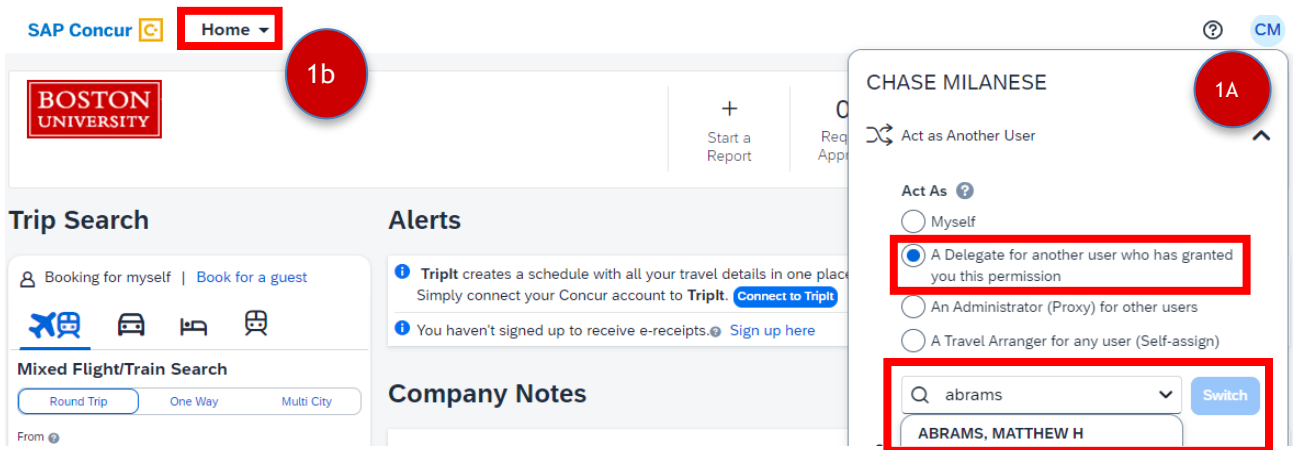 SAP Concur C Home
1b
CM
BOSTON
UNIVERSITY
+
Start a
Report
Req
Appr
CHASE MILANESE
1A
Act as Another User
Act As ?
Myself
A Delegate for another user who has granted
you this permission
An Administrator (Proxy) for other users
A Travel Arranger for any user (Self-assign)
abrams
Switch
ABRAMS, MATTHEW H
Trip Search
Booking for myself | Book for a guest
Mixed Flight/Train Search
Round Trip One Way Multi City
From ?
Alerts
TripIt creates a schedule with all your travel details in one place
Simply connect your Concur account to TripIt. Connect to TripIt
You haven't signed up to receive e-receipts. Sign up here
Company Notes